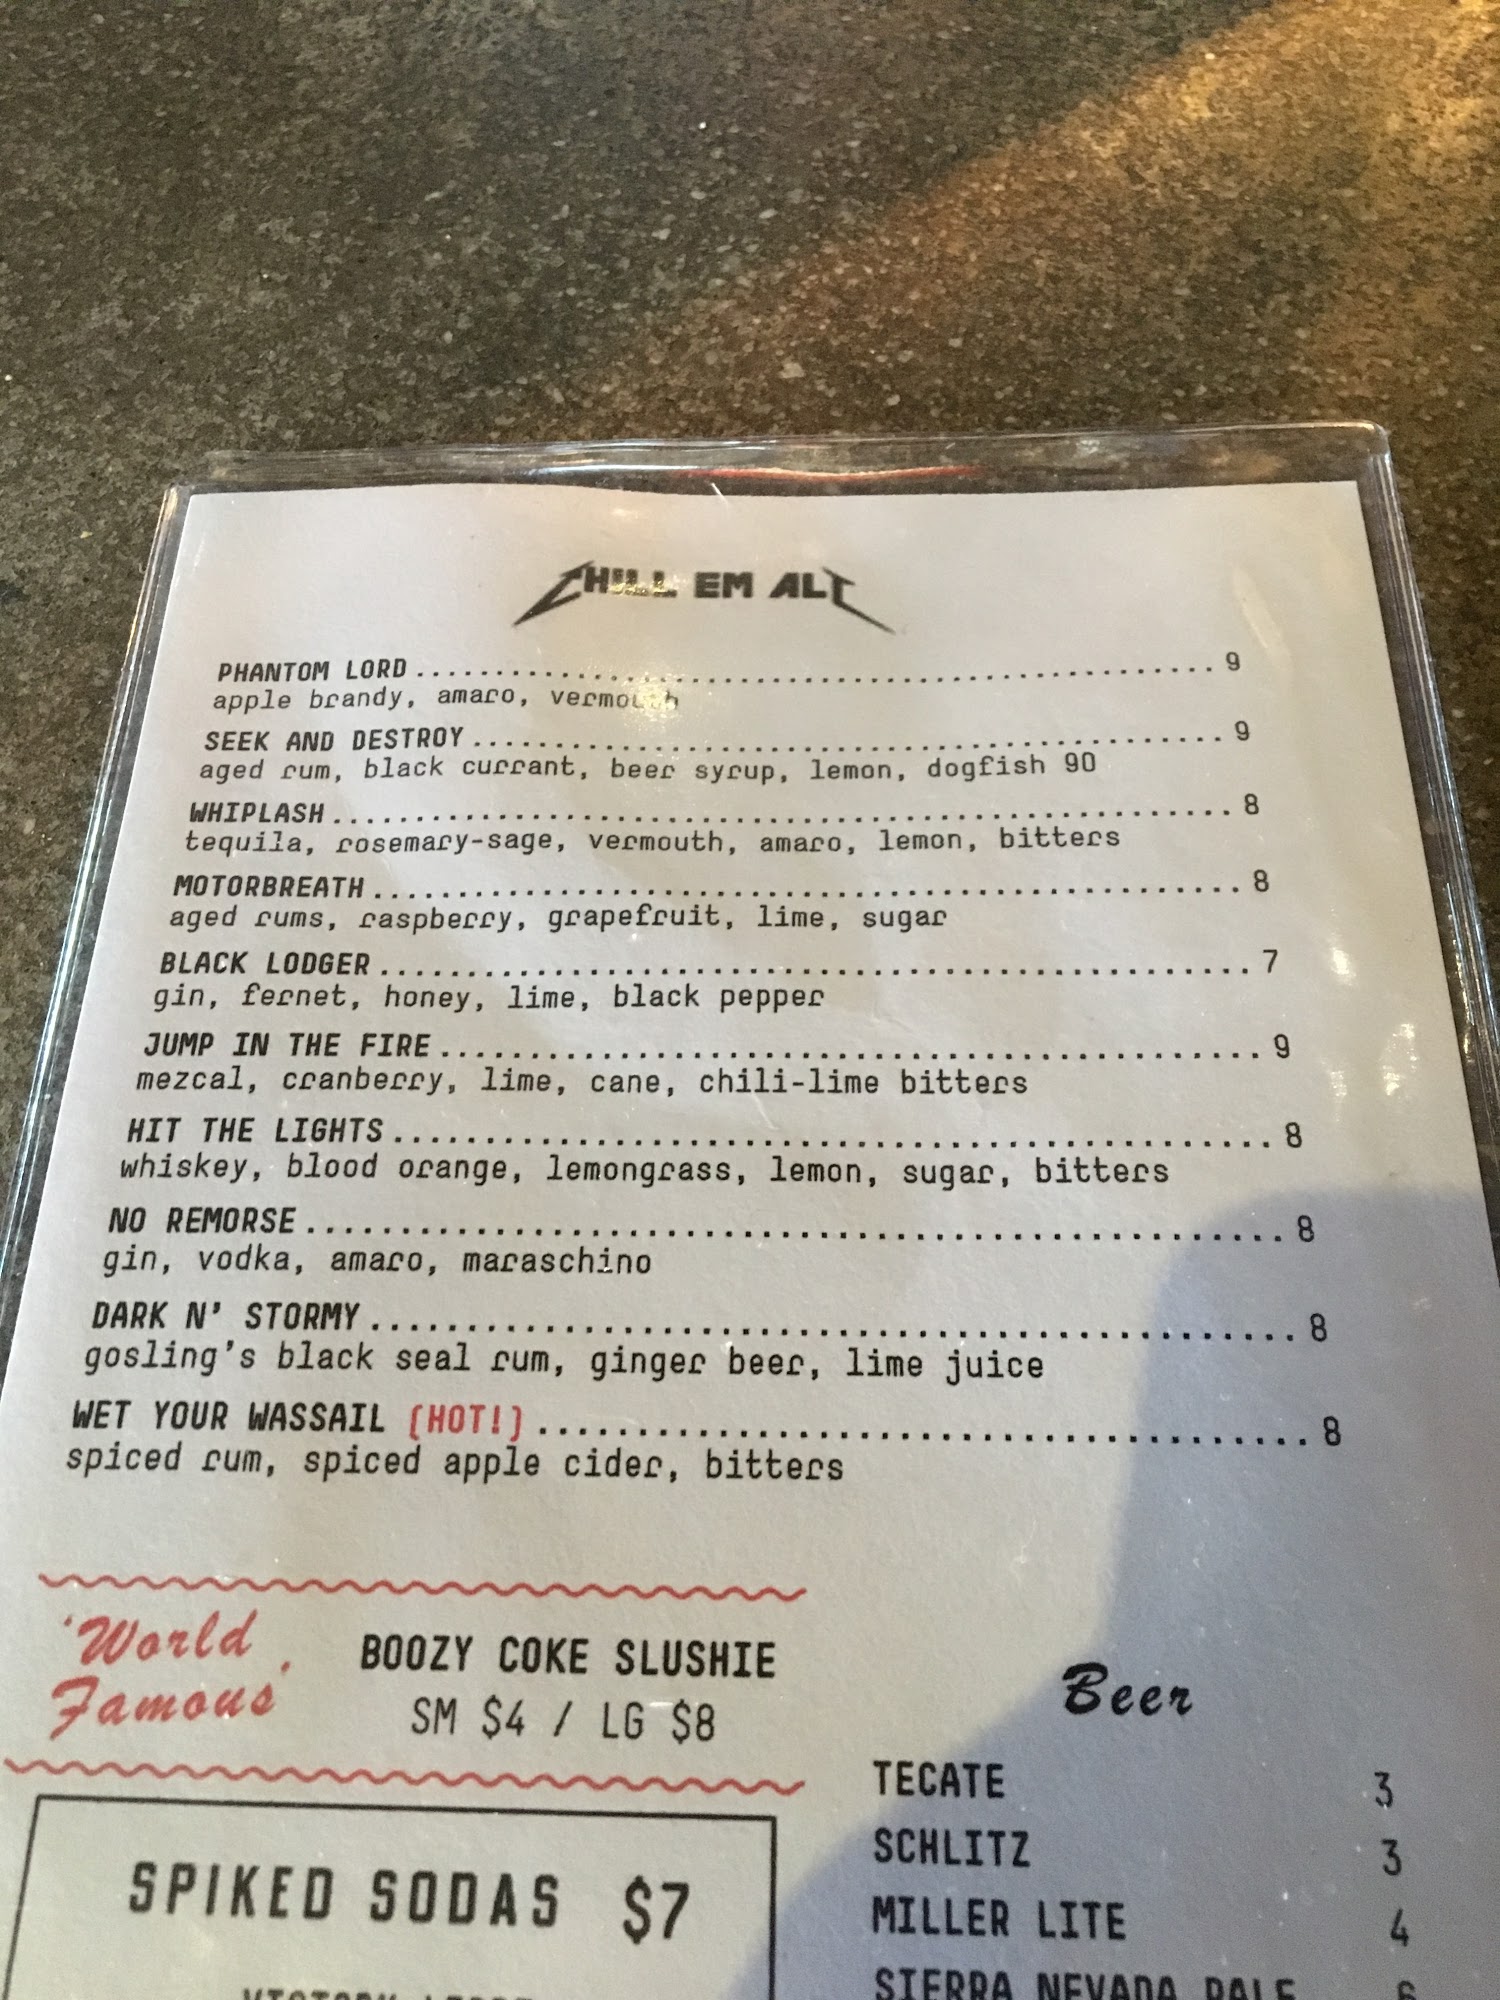 CHILL EM ALL
PHANTOM LORD........................................................9
apple brandy, amaro, vermouth
SEEK AND DESTROY....................................................9
aged rum, black currant, beer syrup, lemon, dogfish 90
WHIPLASH............................................................8
tequila, rosemary-sage, vermouth, amaro, lemon, bitters
MOTORBREATH.........................................................8
aged rums, raspberry, grapefruit, lime, sugar
BLACK LODGER........................................................7
gin, fernet, honey, lime, black pepper
JUMP IN THE FIRE....................................................9
mezcal, cranberry, lime, cane, chili-lime bitters
HIT THE LIGHTS......................................................8
whiskey, blood orange, lemongrass, lemon, sugar, bitters
NO REMORSE..........................................................8
gin, vodka, amaro, maraschino
DARK N' STORMY......................................................8
gosling's black seal rum, ginger beer, lime juice
WET YOUR WASSAIL (HOT!).............................................8
spiced rum, spiced apple cider, bitters
'World Famous'
BOOZY COKE SLUSHIE
SM $4 / LG $8
SPIKED SODAS $7
Beer
TECATE 3
SCHLITZ 3
MILLER LITE 4
SIERRA NEVADA PALE 6